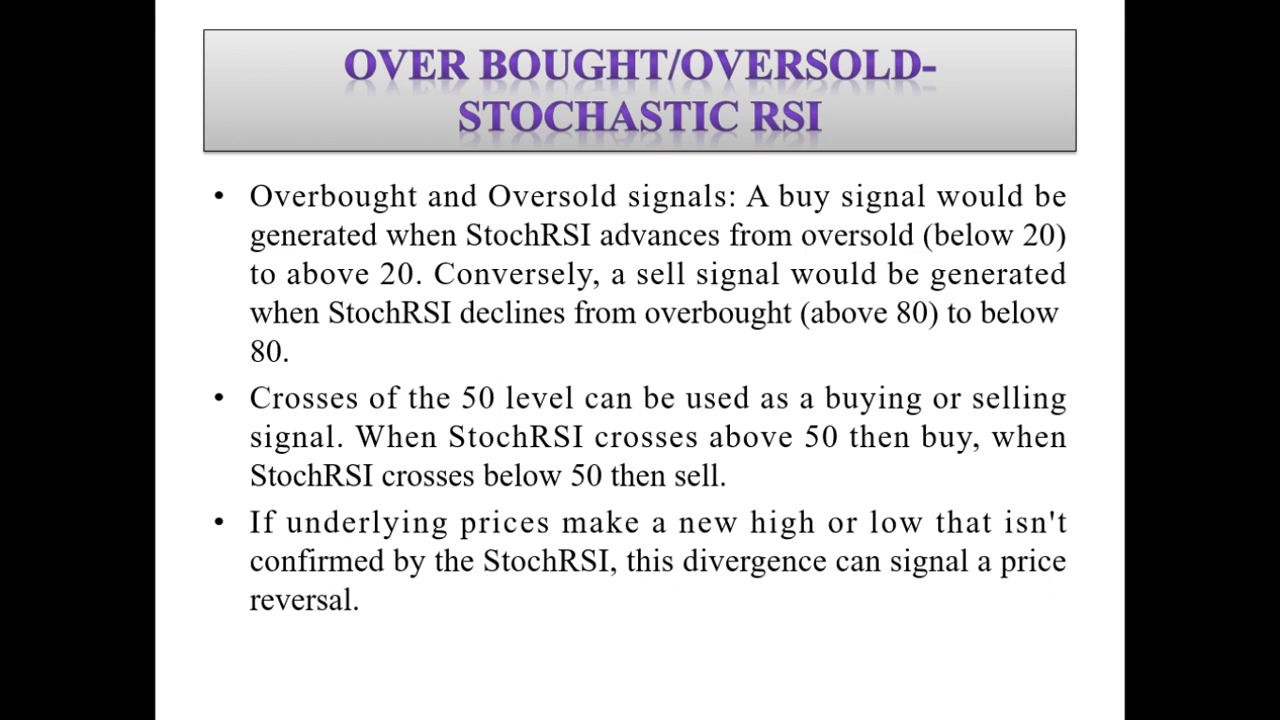 OVER BOUGHT/OVERSOLD-
STOCHASTIC RSI
• Overbought and Oversold signals: A buy signal would be
generated when StochRSI advances from oversold (below 20)
to above 20. Conversely, a sell signal would be generated
when StochRSI declines from overbought (above 80) to below
80.
• Crosses of the 50 level can be used as a buying or selling
signal. When StochRSI crosses above 50 then buy, when
StochRSI crosses below 50 then sell.
• If underlying prices make a new high or low that isn't
confirmed by the StochRSI, this divergence can signal a price
reversal.